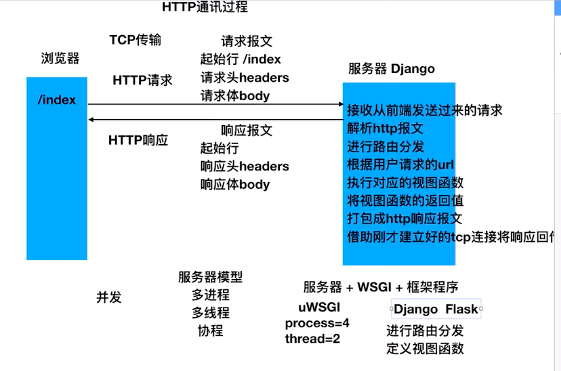 HTTP通讯过程
TCP传输
请求报文
浏览器
起始行 /index
服务器 Django
HTTP请求
请求头headers
/index
请求体body
接收从前端发送过来的请求
解析http报文
HTTP响应
响应报文
起始行
进行路由分发
响应头headers
根据用户请求的url
响应体body
执行对应的视图函数
将视图函数的返回值
打包成http响应报文
借助刚才建立好的tcp连接将响应回
并发
服务器模型
多进程
多线程
协程
服务器 + WSGI + 框架程序
uWSGI
process=4
thread=2
Django Flask
进行路由分发
定义视图函数